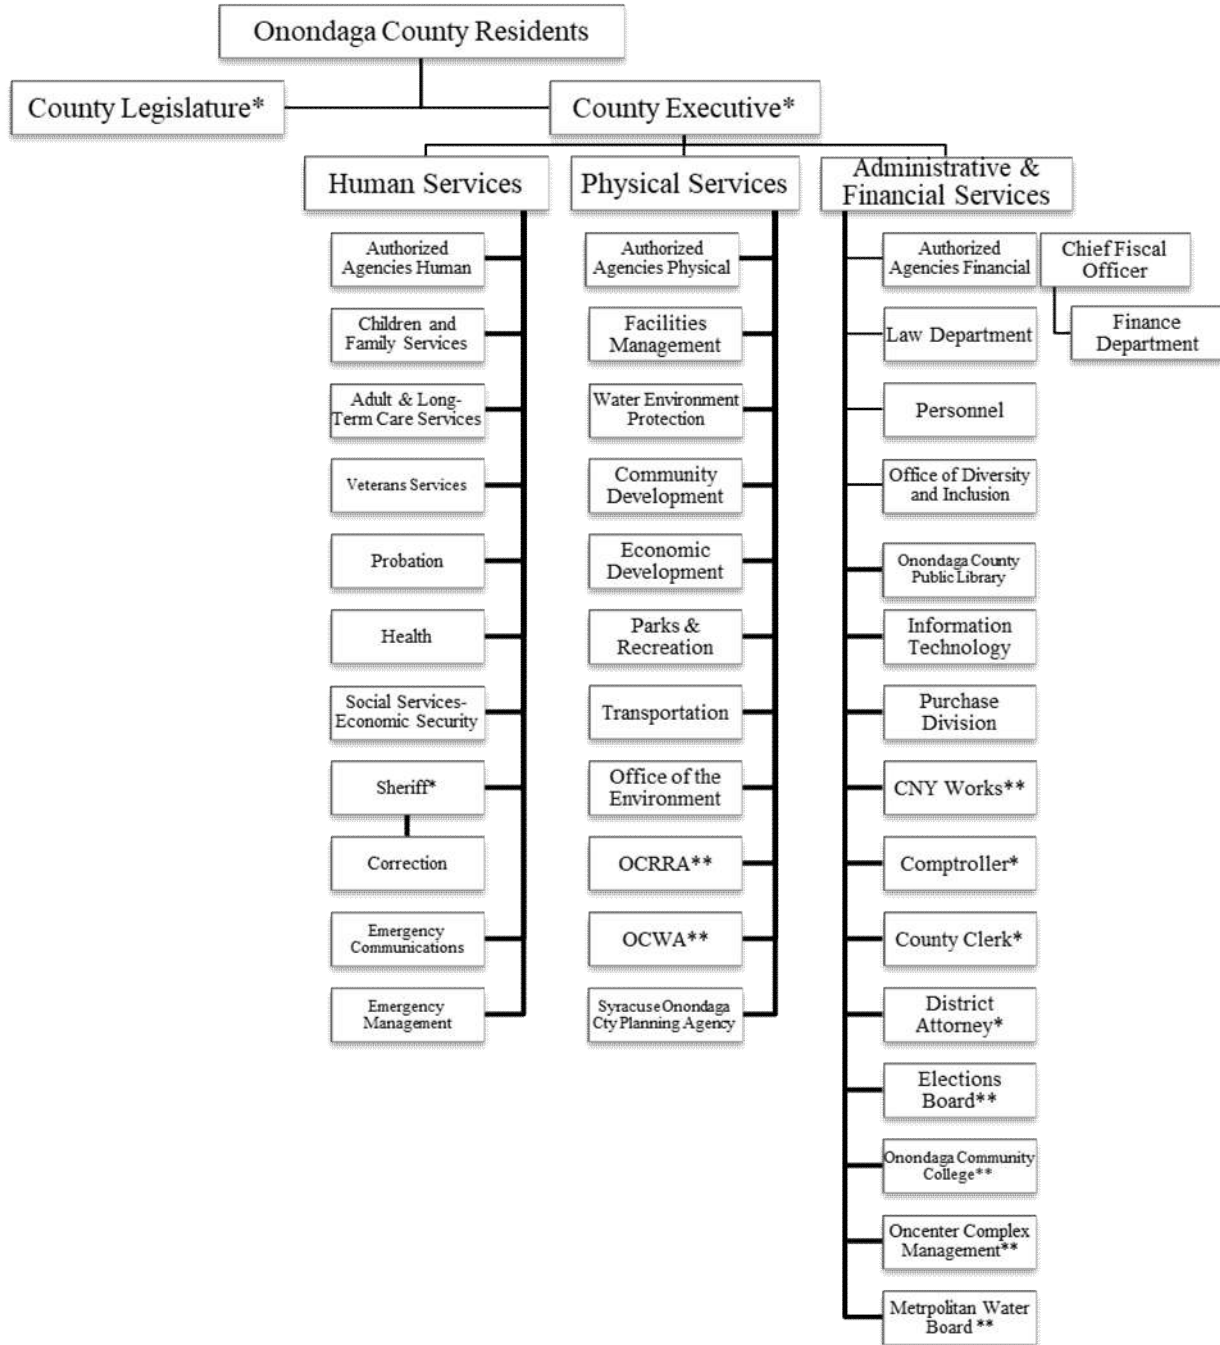 Onondaga County Residents
County Legislature*
County Executive*
Human Services
Physical Services
Administrative &
Financial Services
Authorized
Agencies Human
Children and
Family Services
Adult & Long-
Term Care Services
Veterans Services
Probation
Health
Social Services-
Economic Security
Sheriff*
Correction
Emergency
Communications
Emergency
Management
Authorized
Agencies Physical
Facilities
Management
Water Environment
Protection
Community
Development
Economic
Development
Parks &
Recreation
Transportation
Office of the
Environment
OCRRA**
OCWA**
Syracuse Onondaga
Cty Planning Agency
Authorized
Agencies Financial
Chief Fiscal
Officer
Finance
Department
Law Department
Personnel
Office of Diversity
and Inclusion
Onondaga County
Public Library
Information
Technology
Purchase
Division
CNY Works**
Comptroller*
County Clerk*
District
Attorney*
Elections
Board**
Onondaga Community
College**
Oncenter Complex
Management**
Metrpolitan Water
Board **